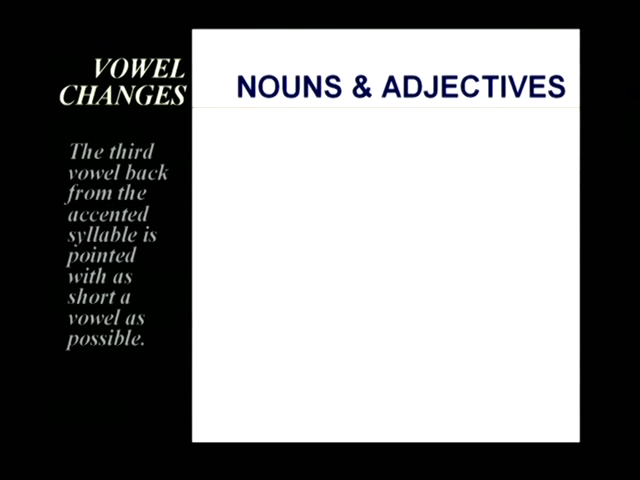 VOWEL
CHANGES
NOUNS & ADJECTIVES
The third
vowel back
from the
accented
syllable is
pointed
with as
short a
vowel as
possible.